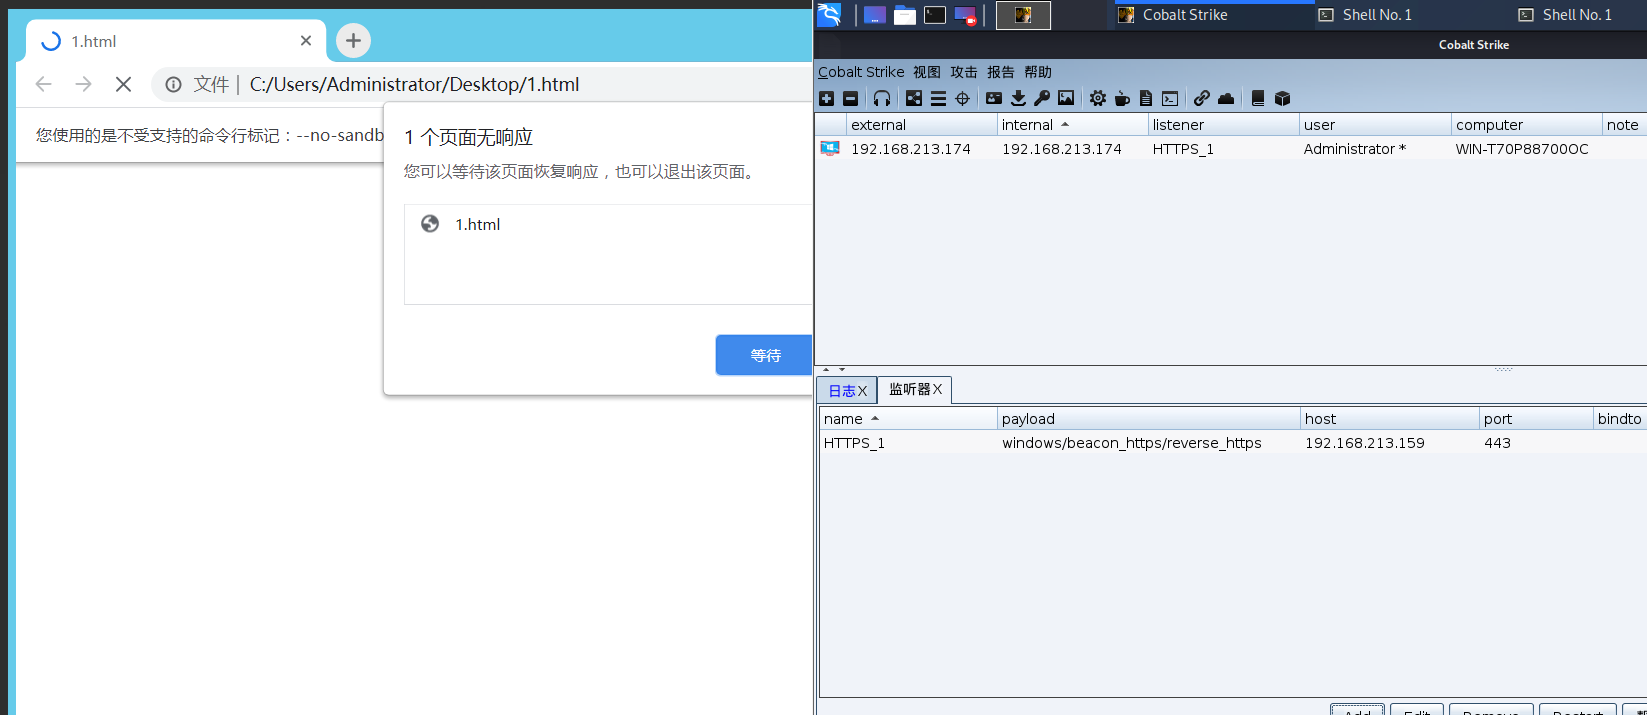 1.html
文件 | C:/Users/Administrator/Desktop/1.html
您使用的是不受支持的命令行标记：--no-sandb
1 个页面无响应
您可以等待该页面恢复响应，也可以退出该页面。
1.html
等待
Cobalt Strike
Shell No. 1
Shell No. 1
Cobalt Strike
Cobalt Strike 视图 攻击 报告 帮助
external internal listener user computer note
192.168.213.174 192.168.213.174 HTTPS_1 Administrator * WIN-T70P88700OC
日志X 监听器X
name payload host port bindto
HTTPS_1 windows/beacon_https/reverse_https 192.168.213.159 443
Add Edit Remove Restart